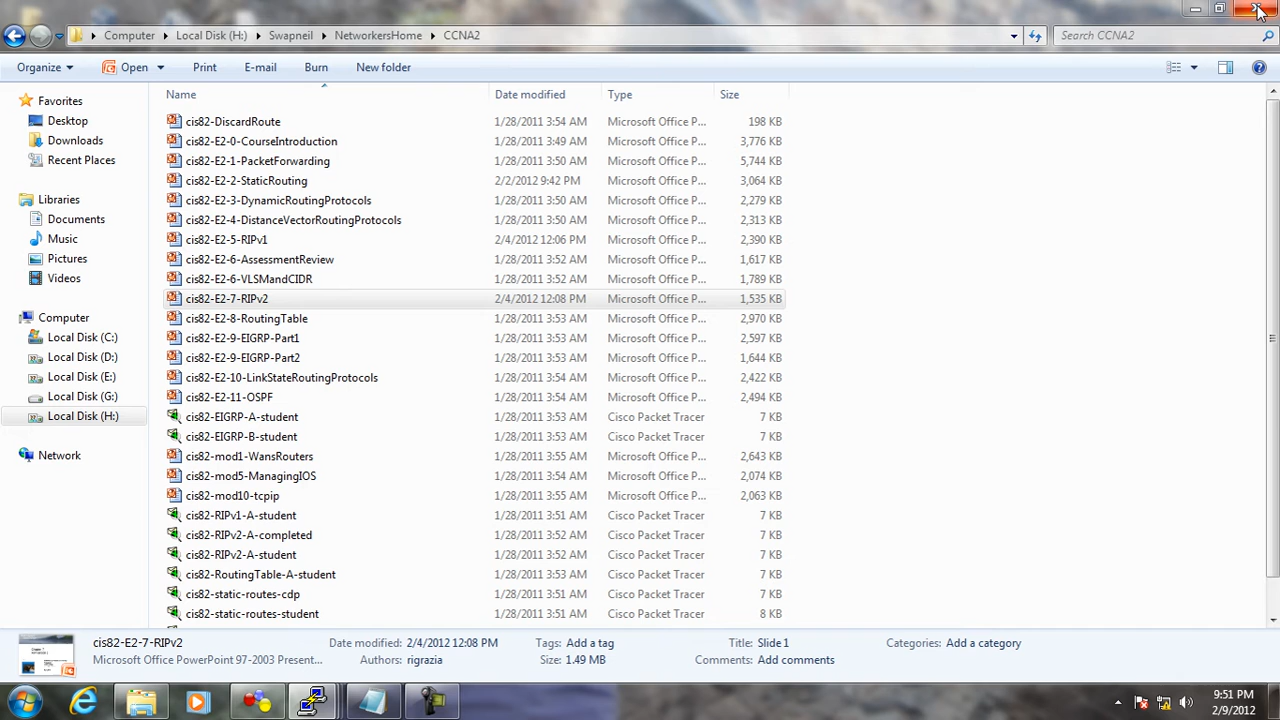 Computer Local Disk (H:) Swapneil NetworkersHome CCNA2 Search CCNA2
Organize Open Print E-mail Burn New folder
Name Date modified Type Size
Favorites
Desktop
Downloads
Recent Places
Libraries
Documents
Music
Pictures
Videos
Computer
Local Disk (C:)
Local Disk (D:)
Local Disk (E:)
Local Disk (G:)
Local Disk (H:)
Network
cis82-DiscardRoute 1/28/2011 3:54 AM Microsoft Office P... 198 KB
cis82-E2-0-CourseIntroduction 1/28/2011 3:49 AM Microsoft Office P... 3,776 KB
cis82-E2-1-PacketForwarding 1/28/2011 3:50 AM Microsoft Office P... 5,744 KB
cis82-E2-2-StaticRouting 2/2/2012 9:42 PM Microsoft Office P... 3,064 KB
cis82-E2-3-DynamicRoutingProtocols 1/28/2011 3:50 AM Microsoft Office P... 2,279 KB
cis82-E2-4-DistanceVectorRoutingProtocols 1/28/2011 3:50 AM Microsoft Office P... 2,313 KB
cis82-E2-5-RIPv1 2/4/2012 12:06 PM Microsoft Office P... 2,390 KB
cis82-E2-6-AssessmentReview 1/28/2011 3:52 AM Microsoft Office P... 1,617 KB
cis82-E2-6-VLSMandCIDR 1/28/2011 3:52 AM Microsoft Office P... 1,789 KB
cis82-E2-7-RIPv2 2/4/2012 12:08 PM Microsoft Office P... 1,535 KB
cis82-E2-8-RoutingTable 1/28/2011 3:53 AM Microsoft Office P... 2,970 KB
cis82-E2-9-EIGRP-Part1 1/28/2011 3:53 AM Microsoft Office P... 2,597 KB
cis82-E2-9-EIGRP-Part2 1/28/2011 3:53 AM Microsoft Office P... 1,644 KB
cis82-E2-10-LinkStateRoutingProtocols 1/28/2011 3:54 AM Microsoft Office P... 2,422 KB
cis82-E2-11-OSPF 1/28/2011 3:54 AM Microsoft Office P... 2,494 KB
cis82-EIGRP-A-student 1/28/2011 3:53 AM Cisco Packet Tracer 7 KB
cis82-EIGRP-B-student 1/28/2011 3:53 AM Cisco Packet Tracer 7 KB
cis82-mod1-WansRouters 1/28/2011 3:55 AM Microsoft Office P... 2,643 KB
cis82-mod5-ManagingIOS 1/28/2011 3:54 AM Microsoft Office P... 2,074 KB
cis82-mod10-tcpip 1/28/2011 3:55 AM Microsoft Office P... 2,063 KB
cis82-RIPv1-A-student 1/28/2011 3:51 AM Cisco Packet Tracer 7 KB
cis82-RIPv2-A-completed 1/28/2011 3:52 AM Cisco Packet Tracer 7 KB
cis82-RIPv2-A-student 1/28/2011 3:51 AM Cisco Packet Tracer 7 KB
cis82-RoutingTable-A-student 1/28/2011 3:53 AM Cisco Packet Tracer 7 KB
cis82-static-routes-cdp 1/28/2011 3:51 AM Cisco Packet Tracer 7 KB
cis82-static-routes-student 1/28/2011 3:51 AM Cisco Packet Tracer 8 KB
cis82-E2-7-RIPv2 Date modified: 2/4/2012 12:08 PM Tags: Add a tag Title: Slide 1 Categories: Add a category
Microsoft Office PowerPoint 97-2003 Present... Authors: rigrazia Size: 1.49 MB Comments: Add comments
9:51 PM
2/9/2012